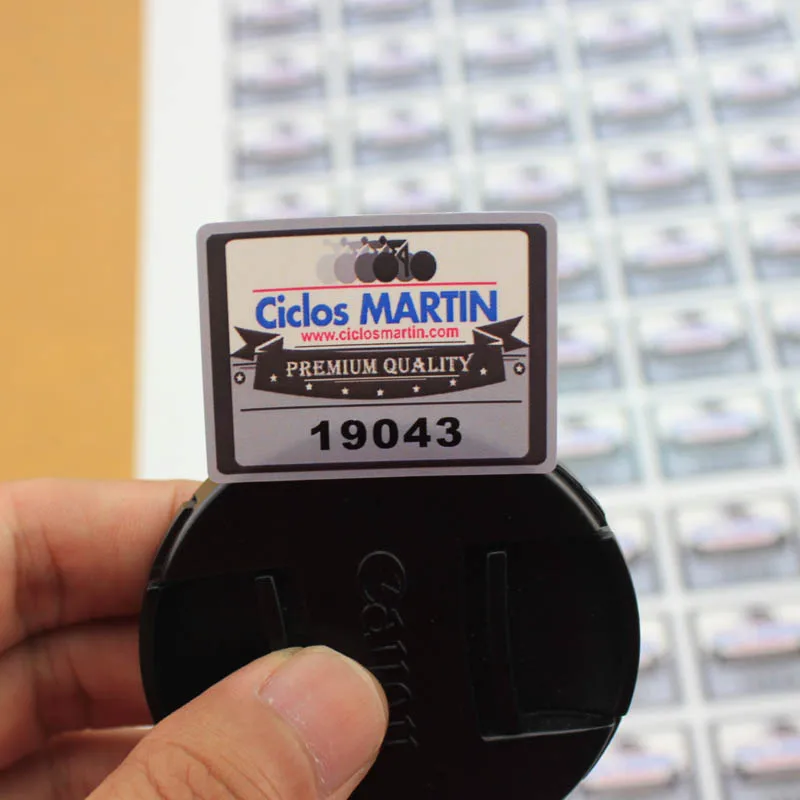 Ciclos MARTIN
www.ciclosmartin.com
PREMIUM QUALITY
19043
Canon